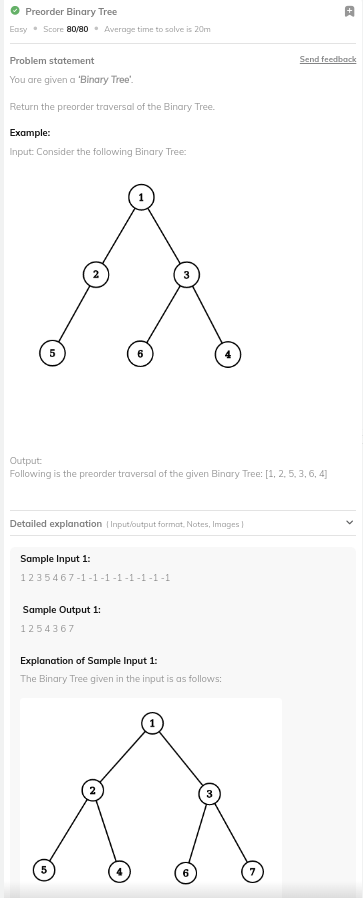 Preorder Binary Tree
Easy • Score 80/80 • Average time to solve is 20m
Problem statement Send feedback
You are given a 'Binary Tree'.
Return the preorder traversal of the Binary Tree.
Example:
Input: Consider the following Binary Tree:
1
2 3
5 6 4
Output:
Following is the preorder traversal of the given Binary Tree: [1, 2, 5, 3, 6, 4]
Detailed explanation ( Input/output format, Notes, Images )
Sample Input 1:
1 2 3 5 4 6 7 -1 -1 -1 -1 -1 -1 -1 -1
Sample Output 1:
1 2 5 4 3 6 7
Explanation of Sample Input 1:
The Binary Tree given in the input is as follows:
1
2 3
5 4 6 7